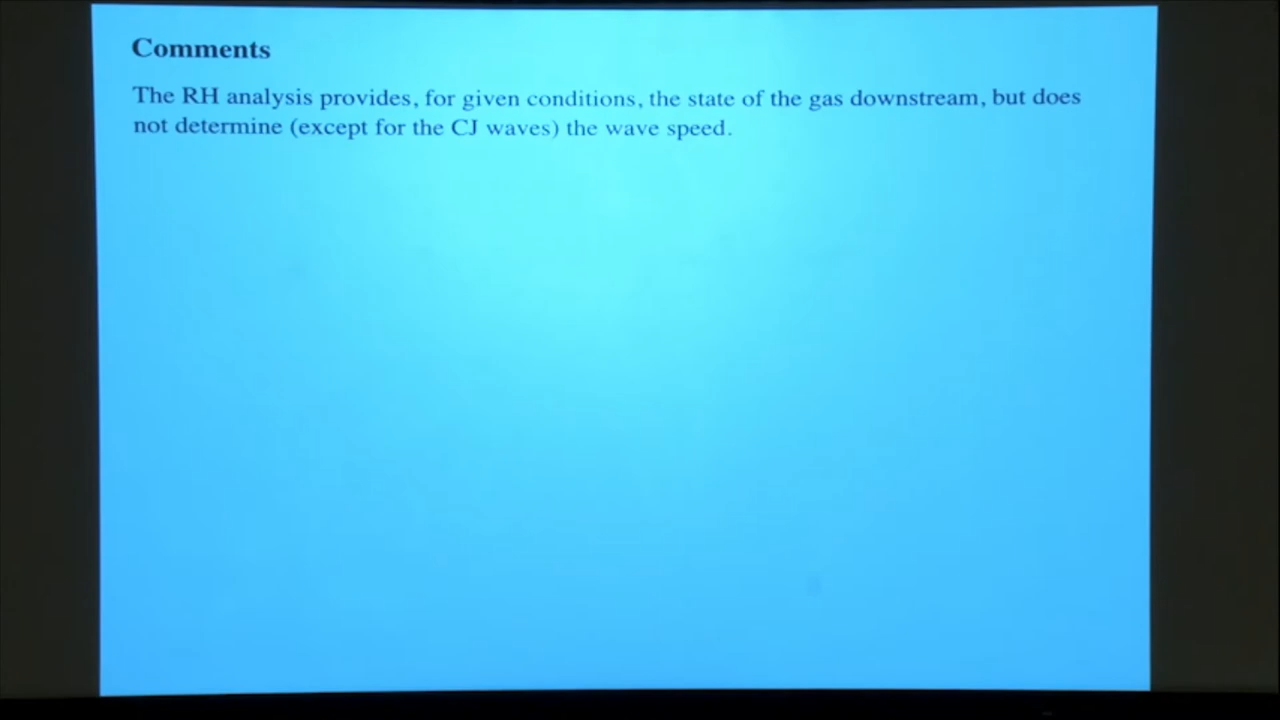 Comments
The RH analysis provides, for given conditions, the state of the gas downstream, but does
not determine (except for the CJ waves) the wave speed.